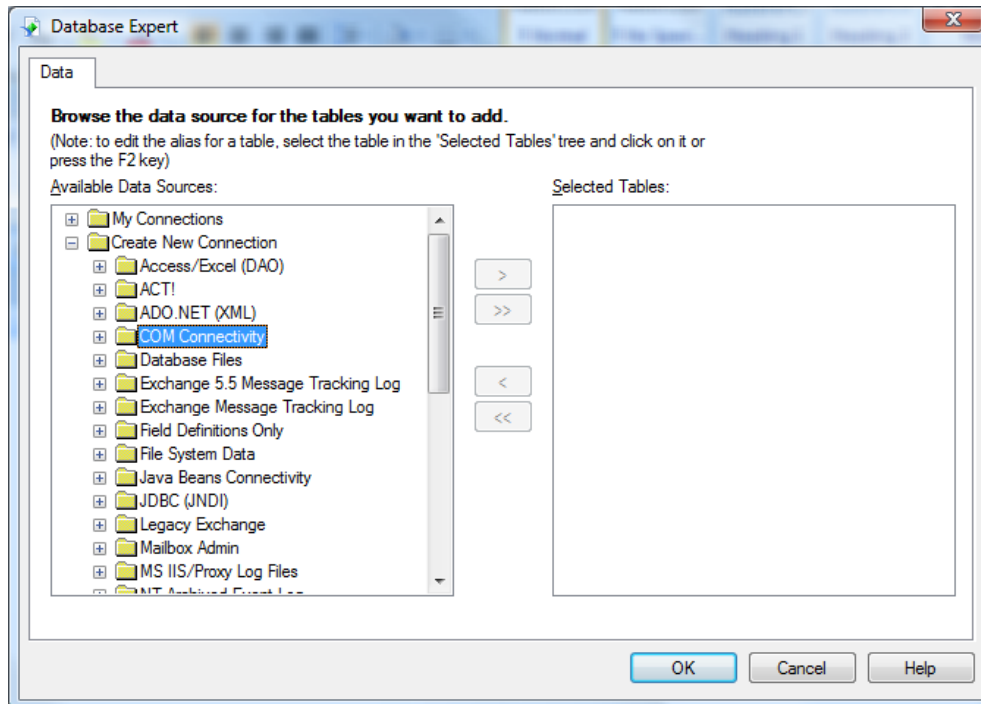 Database Expert
Data
Browse the data source for the tables you want to add.
(Note: to edit the alias for a table, select the table in the 'Selected Tables' tree and click on it or
press the F2 key)
Available Data Sources:
Selected Tables:
My Connections
Create New Connection
Access/Excel (DAO)
ACT!
ADO.NET (XML)
COM Connectivity
Database Files
Exchange 5.5 Message Tracking Log
Exchange Message Tracking Log
Field Definitions Only
File System Data
Java Beans Connectivity
JDBC (JNDI)
Legacy Exchange
Mailbox Admin
MS IIS/Proxy Log Files
NT Archived Event Log
>
>>
<
<<
OK
Cancel
Help